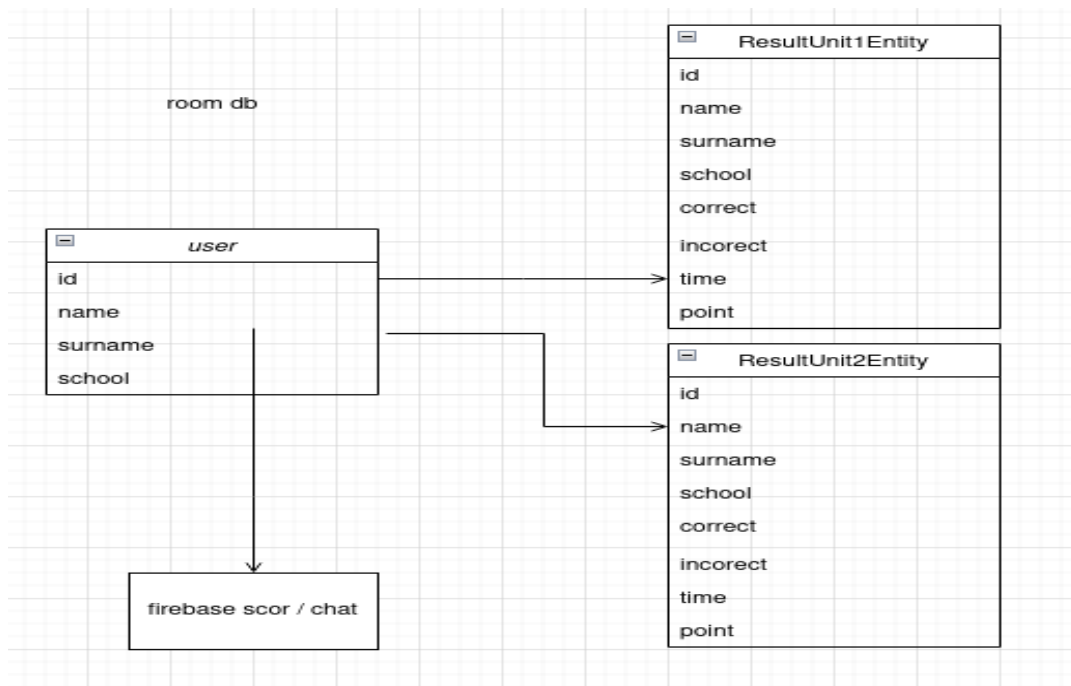 room db
user
id
name
surname
school
firebase scor / chat
ResultUnit1Entity
id
name
surname
school
correct
incorect
time
point
ResultUnit2Entity
id
name
surname
school
correct
incorect
time
point